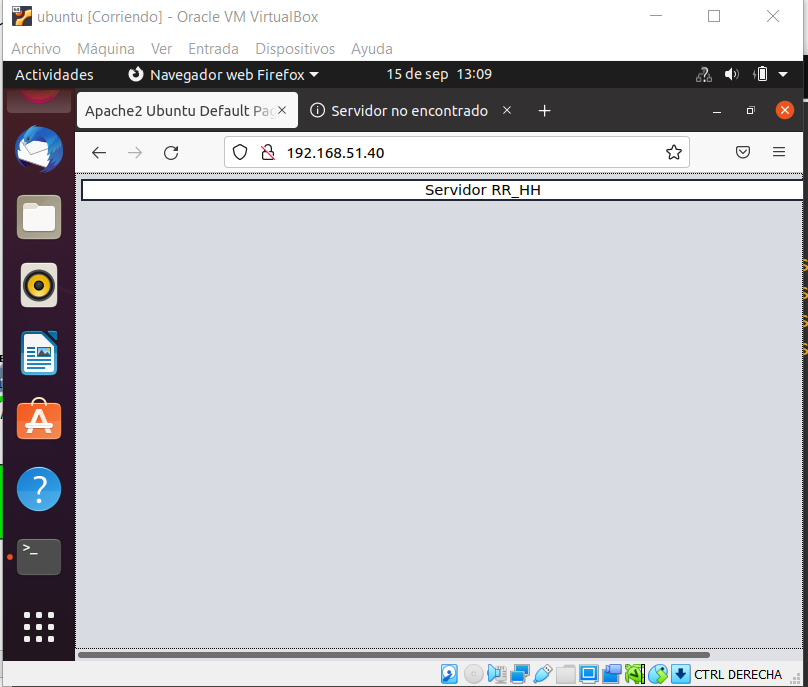 ubuntu [Corriendo] - Oracle VM VirtualBox
Archivo Máquina Ver Entrada Dispositivos Ayuda
Actividades Navegador web Firefox 15 de sep 13:09
Apache2 Ubuntu Default Pag Servidor no encontrado
192.168.51.40
Servidor RR_HH
CTRL DERECHA